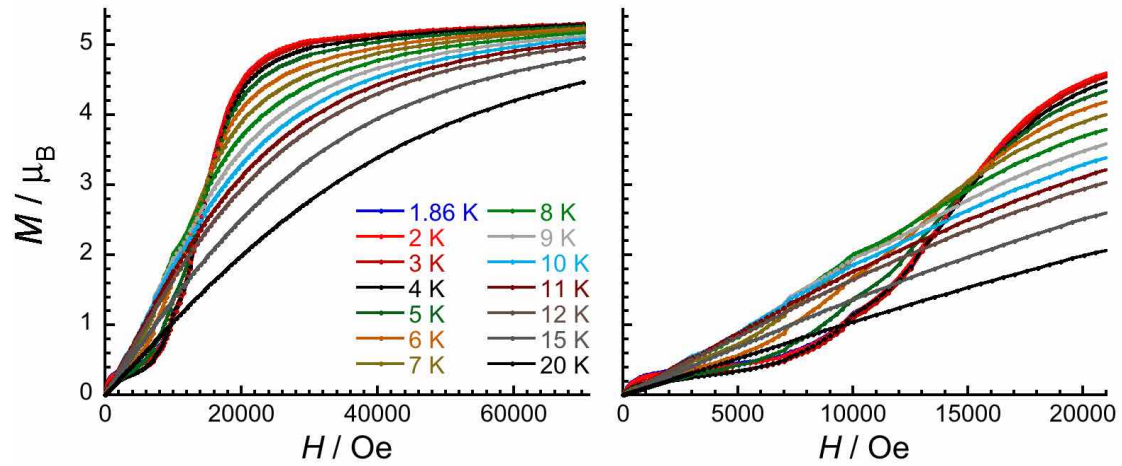 M / μB
5
4
3
2
1
0
0 20000 40000 60000
H / Oe
1.86 K 8 K
2 K 9 K
3 K 10 K
4 K 11 K
5 K 12 K
6 K 15 K
7 K 20 K
0 5000 10000 15000 20000
H / Oe